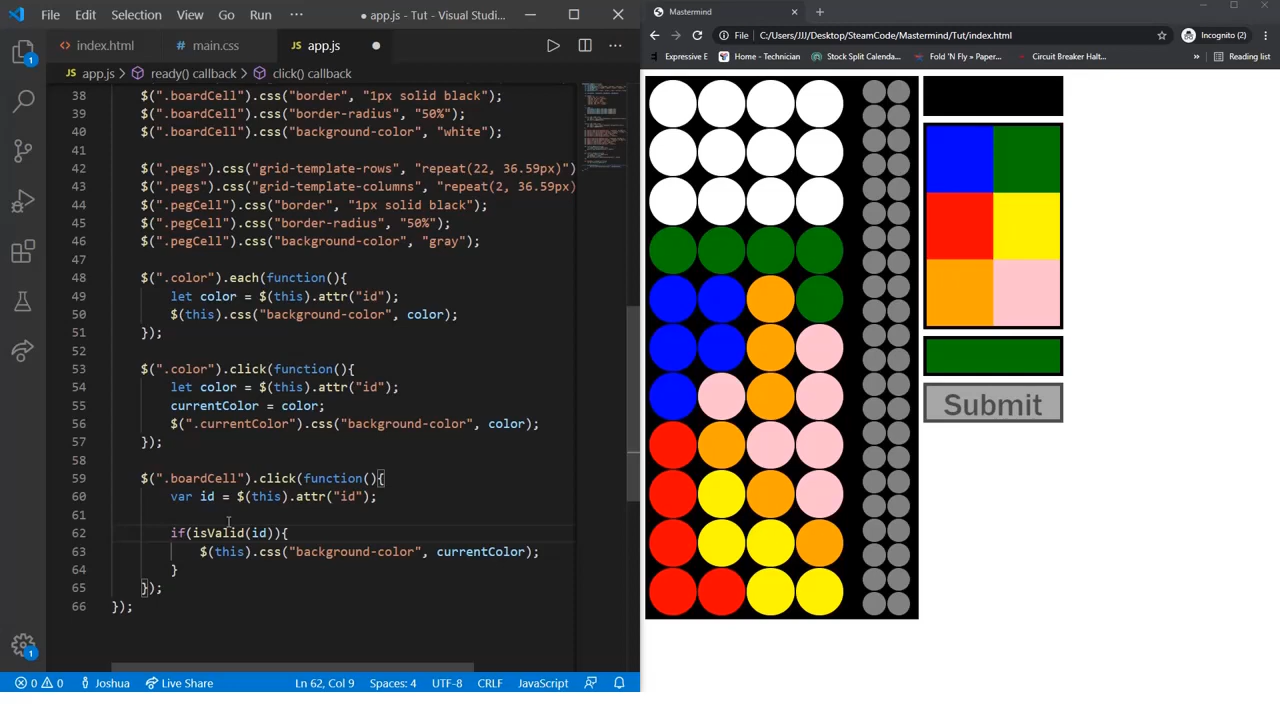 File Edit Selection View Go Run ··· ● app.js - Tut - Visual Studi...
index.html main.css app.js
app.js > ready() callback > click() callback
38 $(".boardCell").css("border", "1px solid black");
39 $(".boardCell").css("border-radius", "50%");
40 $(".boardCell").css("background-color", "white");
41
42 $(".pegs").css("grid-template-rows", "repeat(22, 36.59px)")
43 $(".pegs").css("grid-template-columns", "repeat(2, 36.59px)
44 $(".pegCell").css("border", "1px solid black");
45 $(".pegCell").css("border-radius", "50%");
46 $(".pegCell").css("background-color", "gray");
47
48 $(".color").each(function(){
49 let color = $(this).attr("id");
50 $(this).css("background-color", color);
51 });
52
53 $(".color").click(function(){
54 let color = $(this).attr("id");
55 currentColor = color;
56 $(".currentColor").css("background-color", color);
57 });
58
59 $(".boardCell").click(function(){
60 var id = $(this).attr("id");
61
62 if(isValid(id)){
63 $(this).css("background-color", currentColor);
64 }
65 });
66 });
1
1
0 0 Joshua Live Share Ln 62, Col 9 Spaces: 4 UTF-8 CRLF JavaScript
Mastermind
File C:/Users/JJJ/Desktop/SteamCode/Mastermind/Tut/index.html Incognito (2)
Expressive E Home - Technician Stock Split Calenda... Fold 'N Fly » Paper... Circuit Breaker Halt... » Reading list
Submit